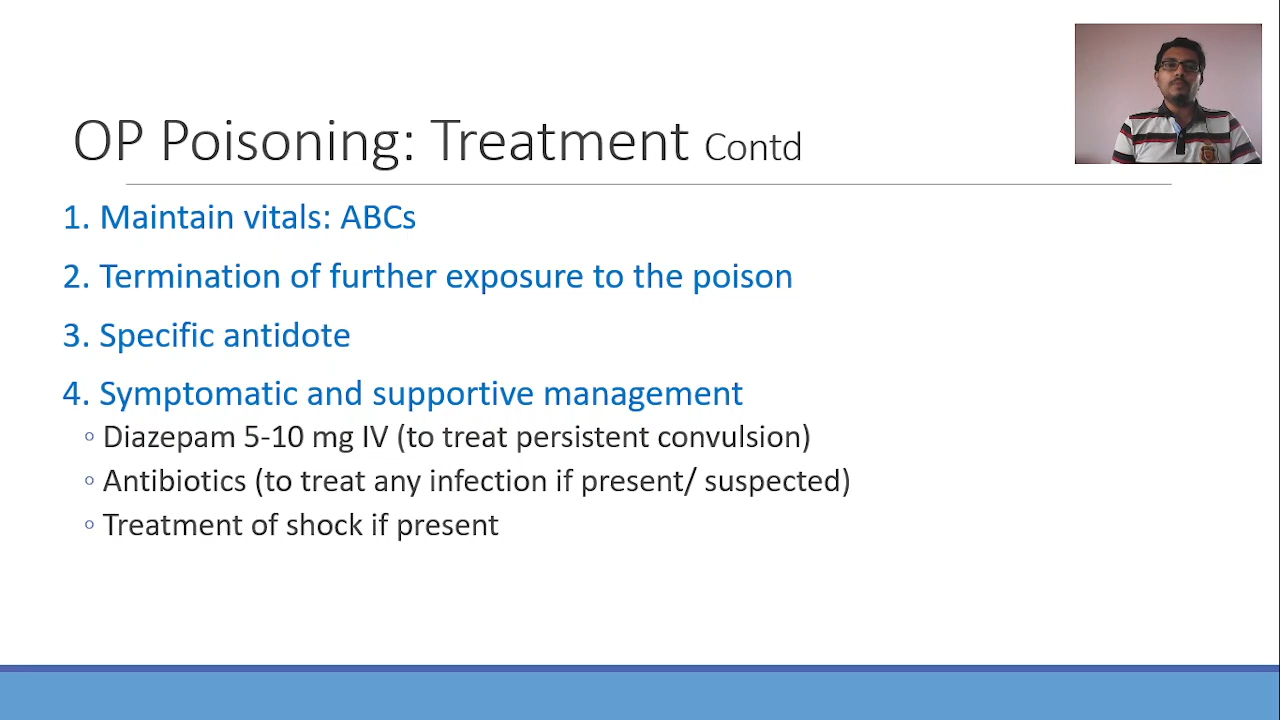 OP Poisoning: Treatment Contd
1. Maintain vitals: ABCs
2. Termination of further exposure to the poison
3. Specific antidote
4. Symptomatic and supportive management
◦ Diazepam 5-10 mg IV (to treat persistent convulsion)
◦ Antibiotics (to treat any infection if present/ suspected)
◦ Treatment of shock if present